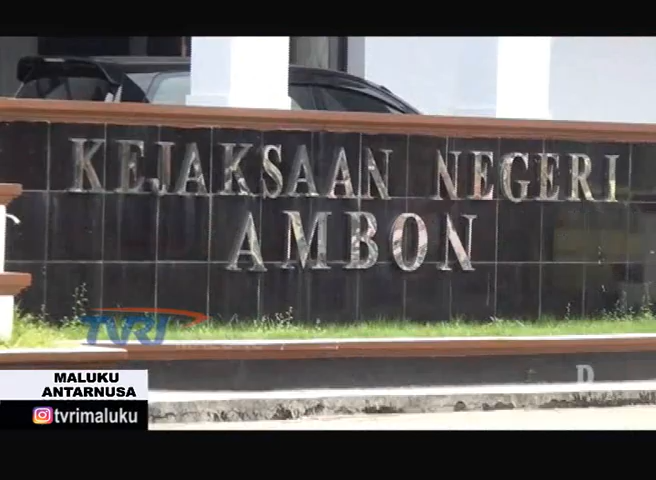 KEJAKSAAN NEGERI
AMBON
TVRI
MALUKU
ANTARNUSA
tvrimaluku
D